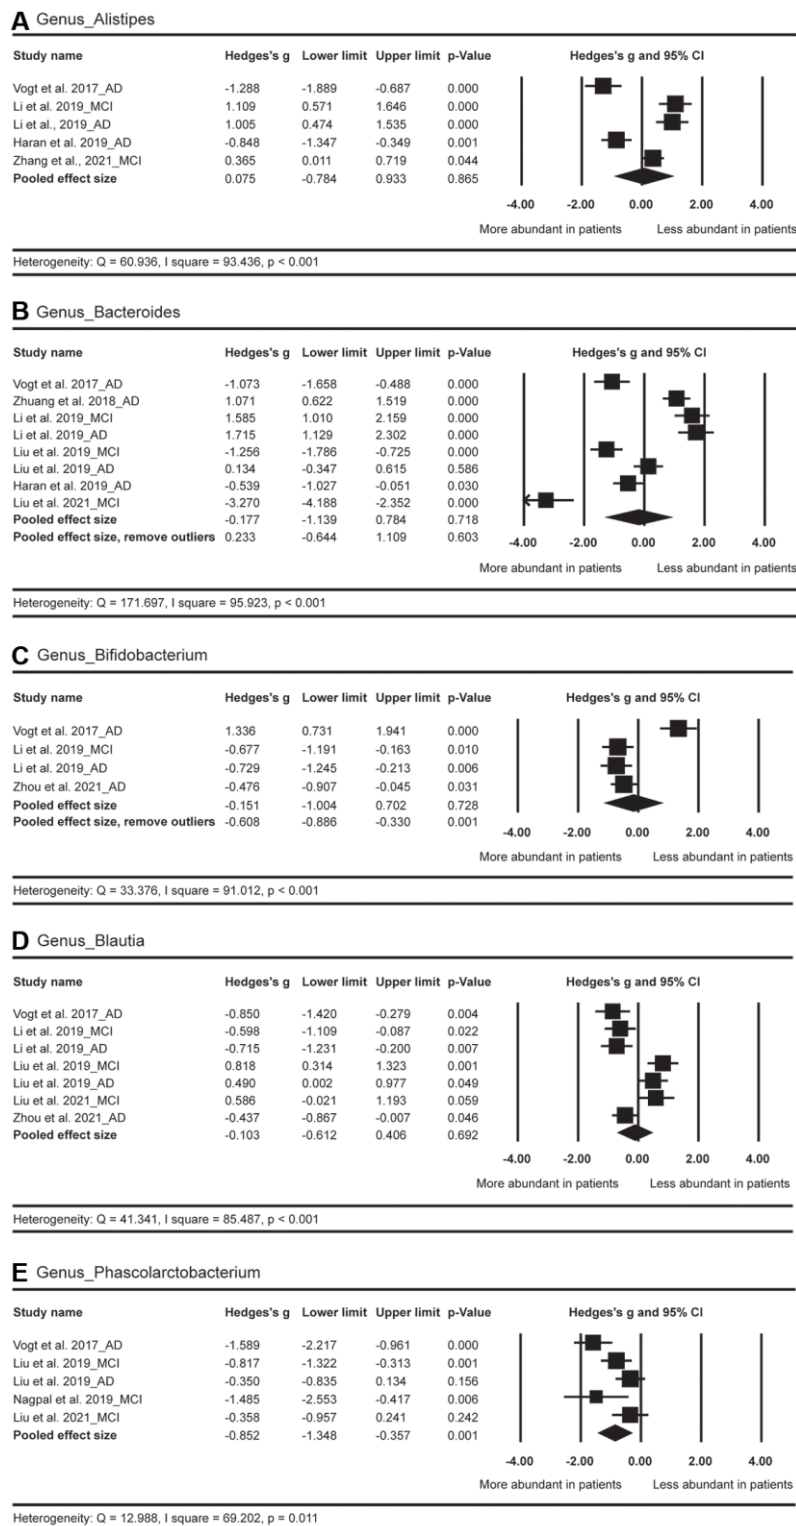 A Genus_Alistipes
Study name Hedges's g Lower limit Upper limit p-Value Hedges's g and 95% CI
Vogt et al. 2017_AD -1.288 -1.889 -0.687 0.000
Li et al. 2019_MCI 1.109 0.571 1.646 0.000
Li et al., 2019_AD 1.005 0.474 1.535 0.000
Haran et al. 2019_AD -0.848 -1.347 -0.349 0.001
Zhang et al., 2021_MCI 0.365 0.011 0.719 0.044
Pooled effect size 0.075 -0.784 0.933 0.865
-4.00 -2.00 0.00 2.00 4.00
More abundant in patients Less abundant in patients
Heterogeneity: Q = 60.936, I square = 93.436, p < 0.001
B Genus_Bacteroides
Study name Hedges's g Lower limit Upper limit p-Value Hedges's g and 95% CI
Vogt et al. 2017_AD -1.073 -1.658 -0.488 0.000
Zhuang et al. 2018_AD 1.071 0.622 1.519 0.000
Li et al. 2019_MCI 1.585 1.010 2.159 0.000
Li et al. 2019_AD 1.715 1.129 2.302 0.000
Liu et al. 2019_MCI -1.256 -1.786 -0.725 0.000
Liu et al. 2019_AD 0.134 -0.347 0.615 0.586
Haran et al. 2019_AD -0.539 -1.027 -0.051 0.030
Liu et al. 2021_MCI -3.270 -4.188 -2.352 0.000
Pooled effect size -0.177 -1.139 0.784 0.718
Pooled effect size, remove outliers 0.233 -0.644 1.109 0.603
-4.00 -2.00 0.00 2.00 4.00
More abundant in patients Less abundant in patients
Heterogeneity: Q = 171.697, I square = 95.923, p < 0.001
C Genus_Bifidobacterium
Study name Hedges's g Lower limit Upper limit p-Value Hedges's g and 95% CI
Vogt et al. 2017_AD 1.336 0.731 1.941 0.000
Li et al. 2019_MCI -0.677 -1.191 -0.163 0.010
Li et al. 2019_AD -0.729 -1.245 -0.213 0.006
Zhou et al. 2021_AD -0.476 -0.907 -0.045 0.031
Pooled effect size -0.151 -1.004 0.702 0.728
Pooled effect size, remove outliers -0.608 -0.886 -0.330 0.001
-4.00 -2.00 0.00 2.00 4.00
More abundant in patients Less abundant in patients
Heterogeneity: Q = 33.376, I square = 91.012, p < 0.001
D Genus_Blautia
Study name Hedges's g Lower limit Upper limit p-Value Hedges's g and 95% CI
Vogt et al. 2017_AD -0.850 -1.420 -0.279 0.004
Li et al. 2019_MCI -0.598 -1.109 -0.087 0.022
Li et al. 2019_AD -0.715 -1.231 -0.200 0.007
Liu et al. 2019_MCI 0.818 0.314 1.323 0.001
Liu et al. 2019_AD 0.490 0.002 0.977 0.049
Liu et al. 2021_MCI 0.586 -0.021 1.193 0.059
Zhou et al. 2021_AD -0.437 -0.867 -0.007 0.046
Pooled effect size -0.103 -0.612 0.406 0.692
-4.00 -2.00 0.00 2.00 4.00
More abundant in patients Less abundant in patients
Heterogeneity: Q = 41.341, I square = 85.487, p < 0.001
E Genus_Phascolarctobacterium
Study name Hedges's g Lower limit Upper limit p-Value Hedges's g and 95% CI
Vogt et al. 2017_AD -1.589 -2.217 -0.961 0.000
Liu et al. 2019_MCI -0.817 -1.322 -0.313 0.001
Liu et al. 2019_AD -0.350 -0.835 0.134 0.156
Nagpal et al. 2019_MCI -1.485 -2.553 -0.417 0.006
Liu et al. 2021_MCI -0.358 -0.957 0.241 0.242
Pooled effect size -0.852 -1.348 -0.357 0.001
-4.00 -2.00 0.00 2.00 4.00
More abundant in patients Less abundant in patients
Heterogeneity: Q = 12.988, I square = 69.202, p = 0.011